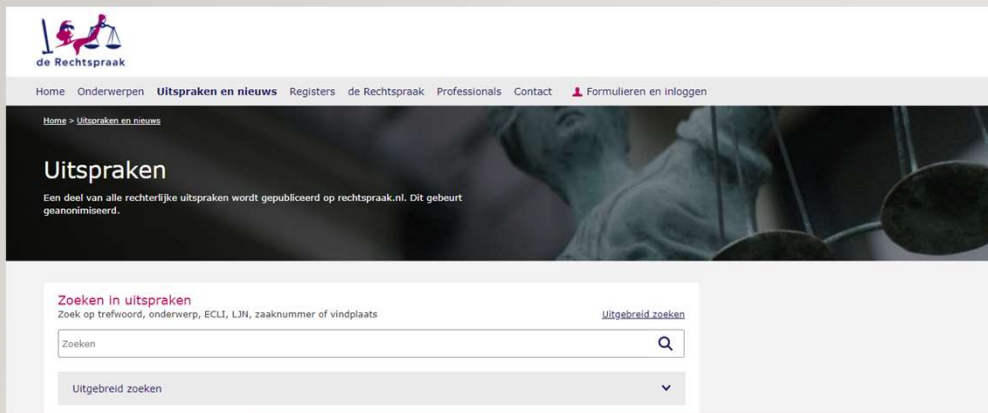 de Rechtspraak
Home Onderwerpen Uitspraken en nieuws Registers de Rechtspraak Professionals Contact Formulieren en inloggen
Home > Uitspraken en nieuws
Uitspraken
Een deel van alle rechterlijke uitspraken wordt gepubliceerd op rechtspraak.nl. Dit gebeurt
geanonimiseerd.
Zoeken in uitspraken
Zoek op trefwoord, onderwerp, ECLI, LJN, zaaknummer of vindplaats Uitgebreid zoeken
Zoeken
Uitgebreid zoeken